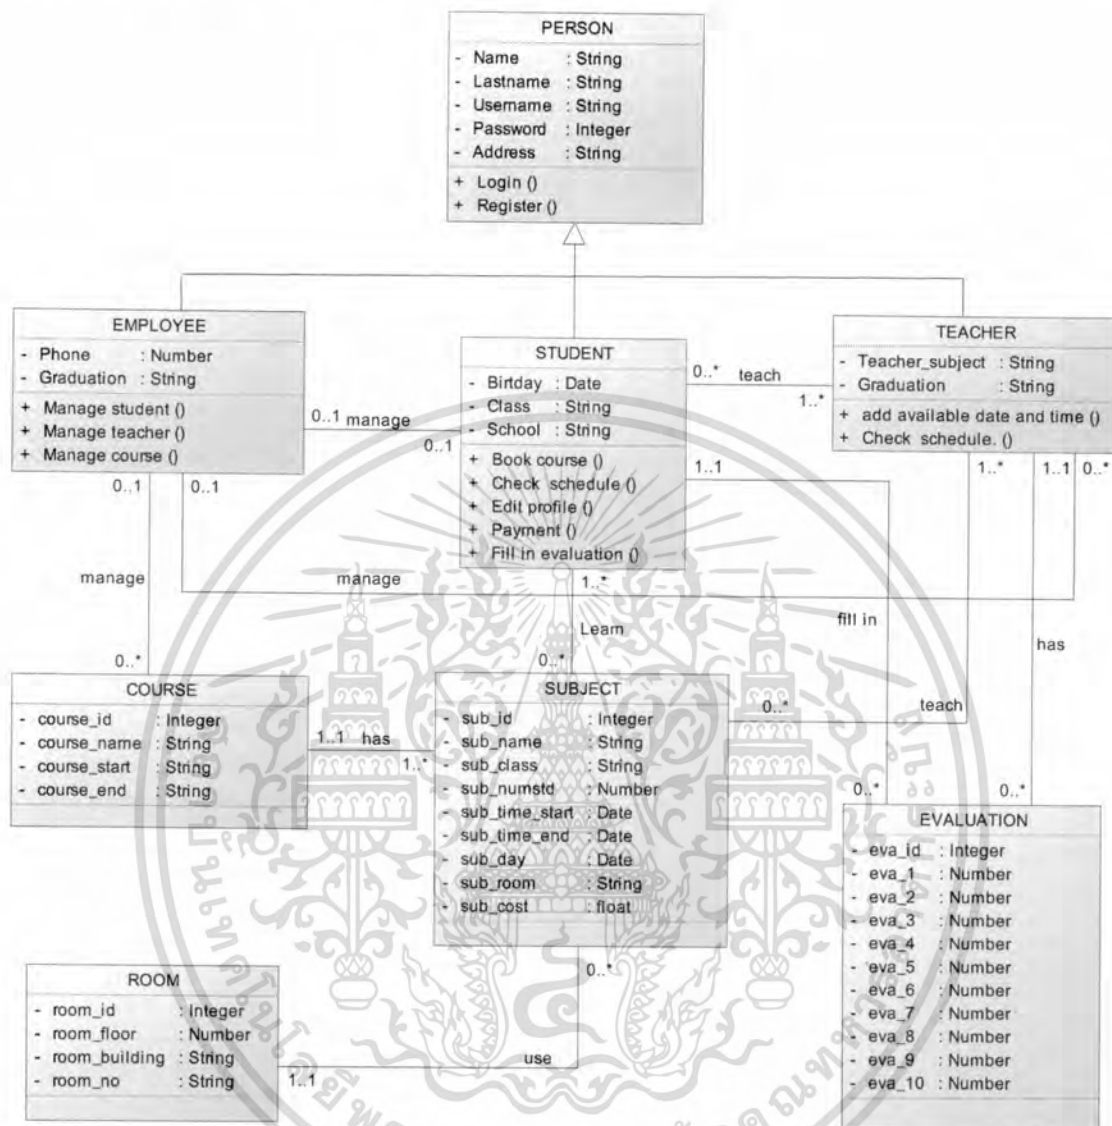 PERSON
- Name : String
- Lastname : String
- Username : String
- Password : Integer
- Address : String
+ Login ()
+ Register ()
EMPLOYEE
- Phone : Number
- Graduation : String
+ Manage student ()
+ Manage teacher ()
+ Manage course ()
STUDENT
- Birtday : Date
- Class : String
- School : String
+ Book course ()
+ Check schedule ()
+ Edit profile ()
+ Payment ()
+ Fill in evaluation ()
TEACHER
- Teacher_subject : String
- Graduation : String
+ add available date and time ()
+ Check schedule. ()
0..1 manage
0..1
0..* teach
1..*
0..1
0..1
1..1
1..*
1..1
0..*
manage
manage
1..*
Learn
fill in
has
0..*
0..*
0..*
teach
0..*
0..*
COURSE
- course_id : Integer
- course_name : String
- course_start : String
- course_end : String
1..1 has
1..*
SUBJECT
- sub_id : Integer
- sub_name : String
- sub_class : String
- sub_numstd : Number
- sub_time_start : Date
- sub_time_end : Date
- sub_day : Date
- sub_room : String
- sub_cost : float
EVALUATION
- eva_id : Integer
- eva_1 : Number
- eva_2 : Number
- eva_3 : Number
- eva_4 : Number
- eva_5 : Number
- eva_6 : Number
- eva_7 : Number
- eva_8 : Number
- eva_9 : Number
- eva_10 : Number
ROOM
- room_id : Integer
- room_floor : Number
- room_building : String
- room_no : String
0..*
use
1..1